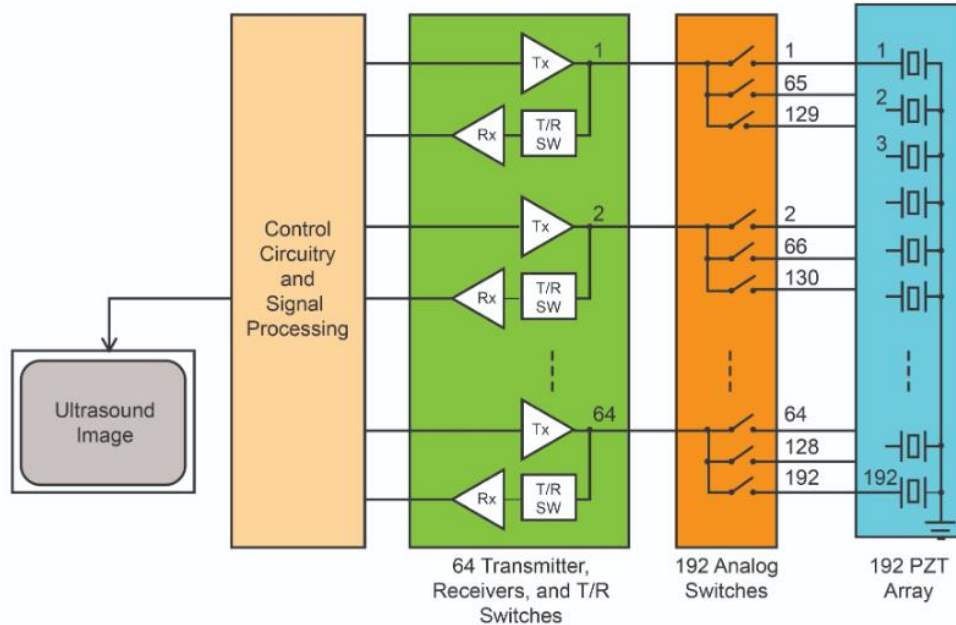 Control
Circuitry
and
Signal
Processing
Ultrasound
Image
Tx
1
Rx
T/R
SW
Tx
2
Rx
T/R
SW
Tx
64
Rx
T/R
SW
64 Transmitter,
Receivers, and T/R
Switches
1
65
129
2
66
130
64
128
192
192 Analog
Switches
1
2
3
192
192 PZT
Array